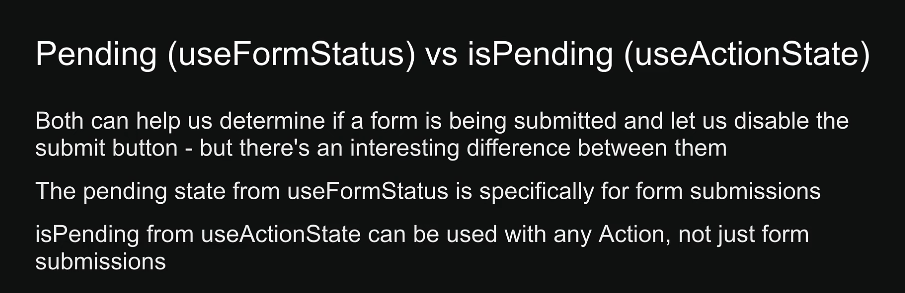 Pending (useFormStatus) vs isPending (useActionState)
Both can help us determine if a form is being submitted and let us disable the
submit button - but there's an interesting difference between them
The pending state from useFormStatus is specifically for form submissions
isPending from useActionState can be used with any Action, not just form
submissions